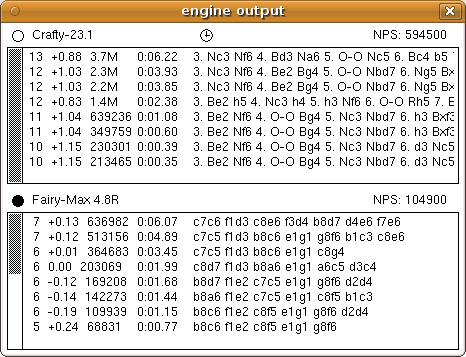 engine output
Crafty-23.1 NPS: 594500
13 +0.88 3.7M 0:06.22 3. Nc3 Nf6 4. Bd3 Na6 5. O-O Nc5 6. Bc4 b5
12 +1.03 2.3M 0:03.93 3. Nc3 Nf6 4. Be2 Bg4 5. O-O Nbd7 6. Ng5 Bx
12 +1.03 2.2M 0:03.85 3. Nc3 Nf6 4. Be2 Bg4 5. O-O Nbd7 6. Ng5 Bx
12 +0.83 1.4M 0:02.38 3. Be2 h5 4. Nc3 h4 5. h3 Nf6 6. O-O Rh5 7. E
11 +1.04 639236 0:01.08 3. Be2 Nf6 4. O-O Bg4 5. Nc3 Nbd7 6. h3 Bxf3
11 +1.04 349759 0:00.60 3. Be2 Nf6 4. O-O Bg4 5. Nc3 Nbd7 6. h3 Bxf3
10 +1.15 230301 0:00.39 3. Be2 Nf6 4. O-O Bg4 5. Nc3 Nbd7 6. d3 Nc5
10 +1.15 213465 0:00.35 3. Be2 Nf6 4. O-O Bg4 5. Nc3 Nbd7 6. d3 Nc5
Fairy-Max 4.8R NPS: 104900
7 +0.13 636982 0:06.07 c7c6 f1d3 c8e6 f3d4 b8d7 d4e6 f7e6
7 +0.12 513156 0:04.89 c7c5 f1d3 b8c6 e1g1 g8f6 b1c3 c8e6
6 +0.01 364683 0:03.45 c7c5 f1d3 b8c6 e1g1 c8g4
6 0.00 203069 0:01.99 c8d7 f1d3 b8a6 e1g1 a6c5 d3c4
6 -0.12 169208 0:01.68 b8d7 f1e2 c7c5 e1g1 g8f6 d2d4
6 -0.14 142273 0:01.44 b8a6 f1e2 c7c5 e1g1 c8f5 b1c3
6 -0.19 109939 0:01.15 b8c6 f1e2 c8f5 e1g1 g8f6 d2d4
5 +0.24 68831 0:00.77 b8c6 f1e2 c8f5 e1g1 g8f6